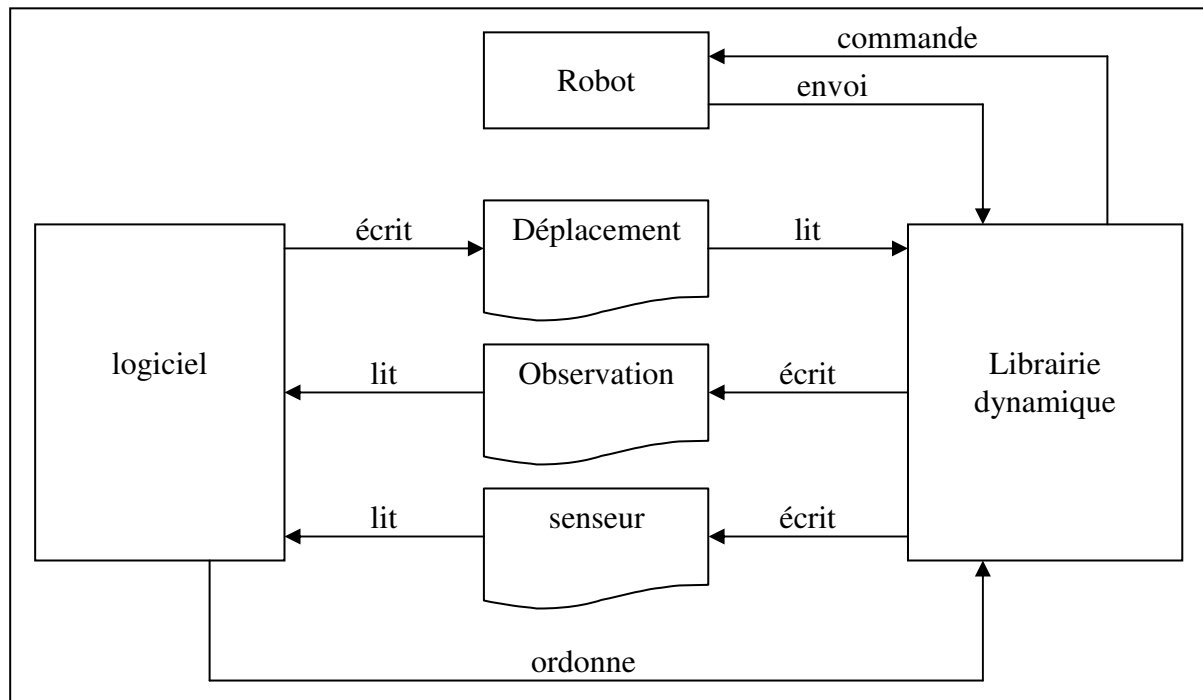 commande
Robot
envoi
écrit
Déplacement
lit
logiciel
lit
Observation
écrit
Librairie
dynamique
lit
senseur
écrit
ordonne